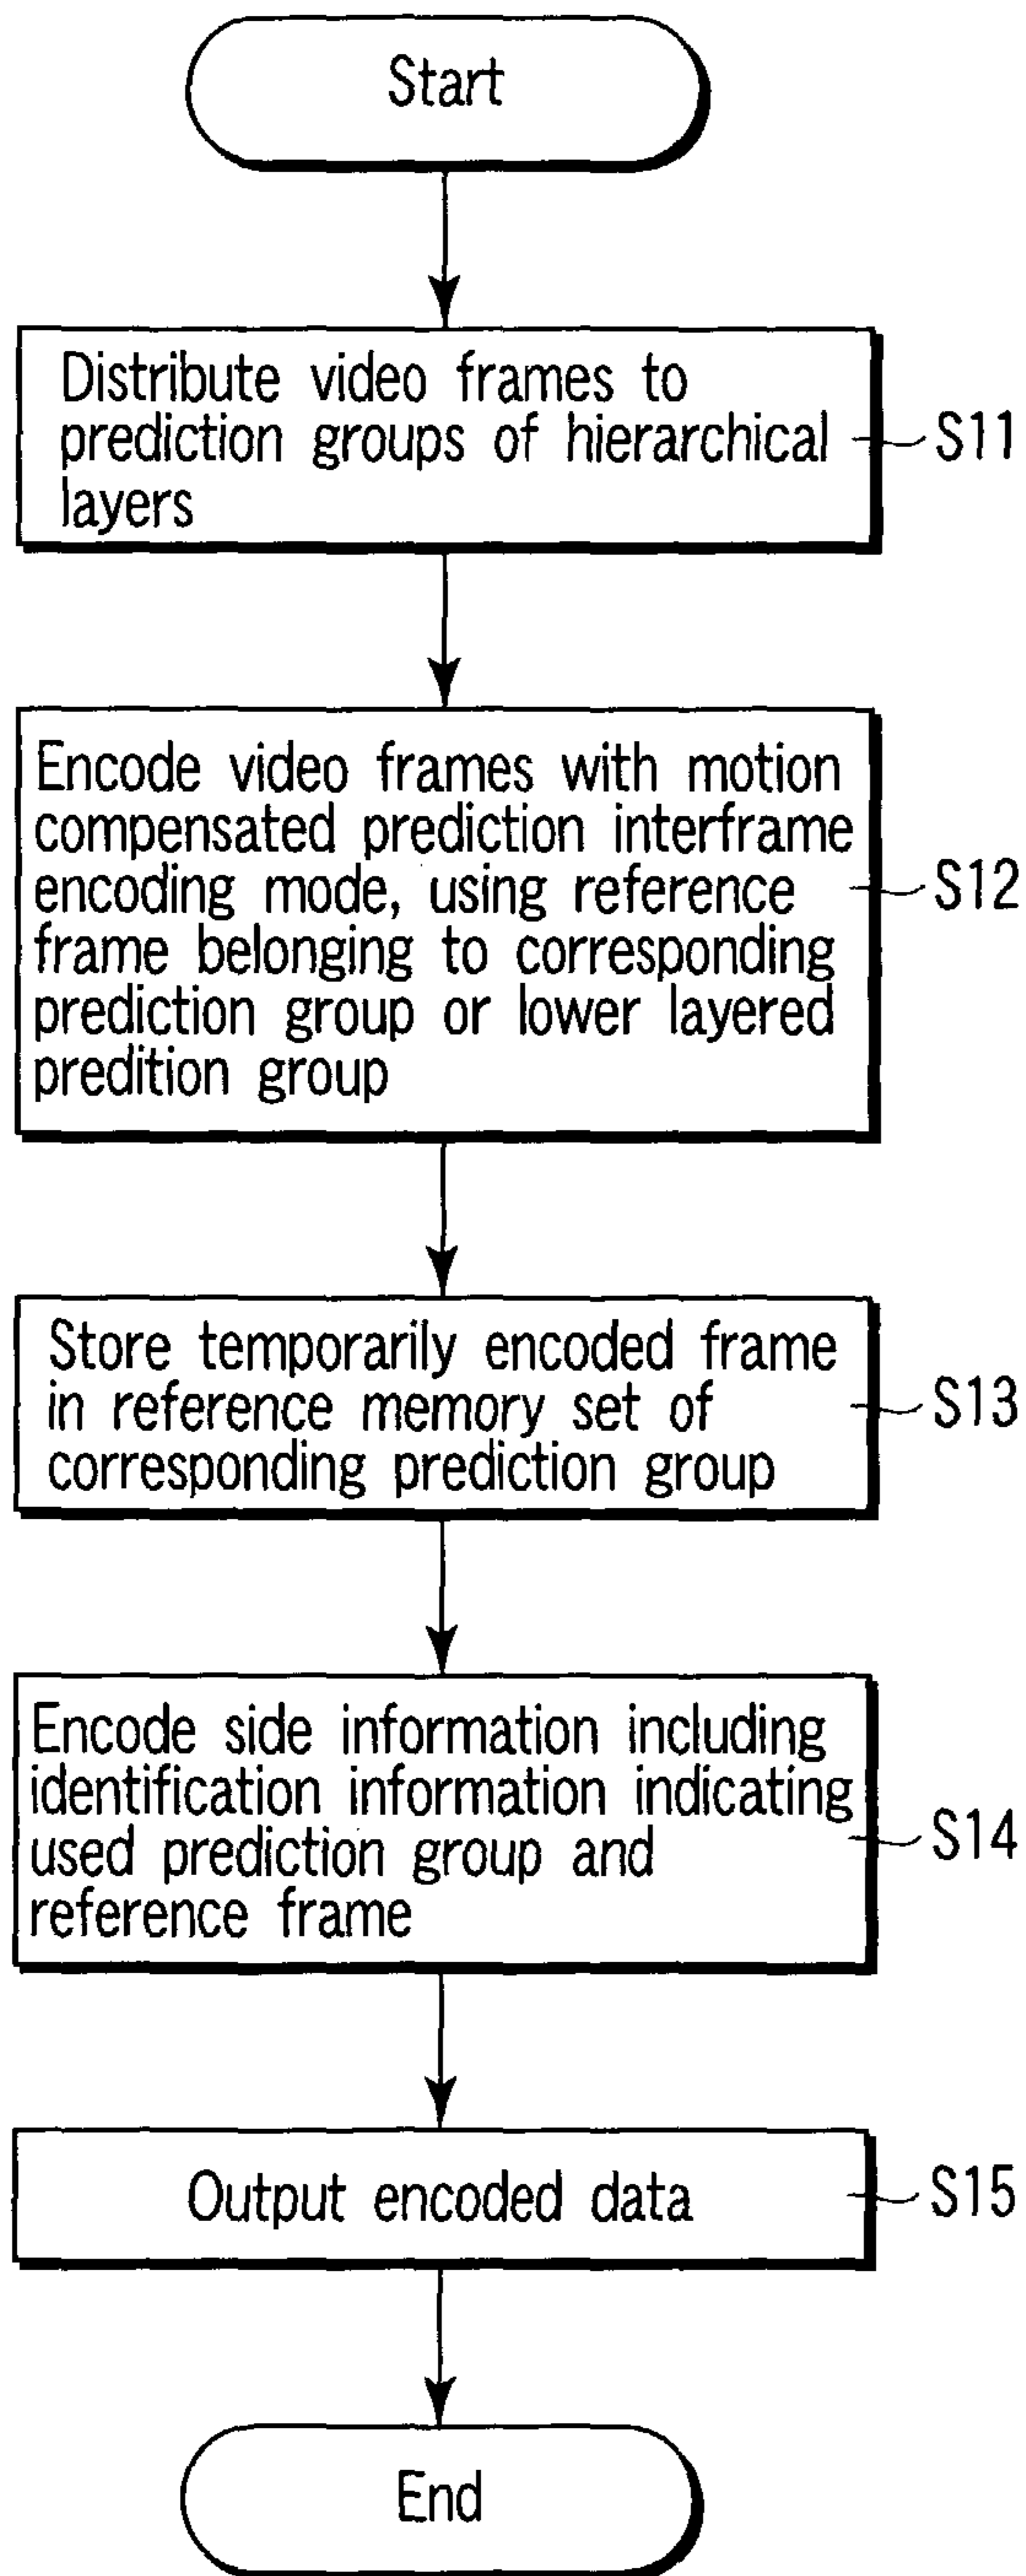 Start
Distribute video frames to
prediction groups of hierarchical
layers
S11
Encode video frames with motion
compensated prediction interframe
encoding mode, using reference
frame belonging to corresponding
prediction group or lower layered
predition group
S12
Store temporarily encoded frame
in reference memory set of
corresponding prediction group
S13
Encode side information including
identification information indicating
used prediction group and
reference frame
S14
Output encoded data
S15
End